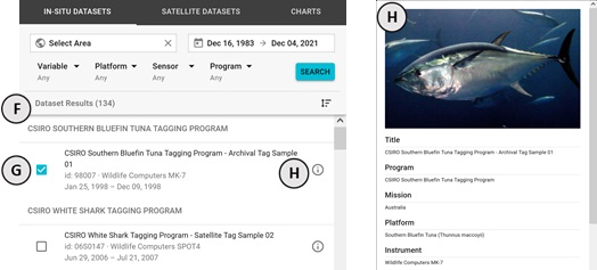 IN-SITU DATASETS SATELLITE DATASETS CHARTS
Select Area Dec 16, 1983 → Dec 04, 2021
Variable Platform Sensor Program
Any Any Any Any
SEARCH
F
Dataset Results (134)
CSIRO SOUTHERN BLUEFIN TUNA TAGGING PROGRAM
G
CSIRO Southern Bluefin Tuna Tagging Program - Archival Tag Sample
01
id: 98007 · Wildlife Computers MK-7
Jan 25, 1998 – Dec 09, 1998
H
CSIRO WHITE SHARK TAGGING PROGRAM
CSIRO White Shark Tagging Program - Satellite Tag Sample 02
id: 06S0147 · Wildlife Computers SPOT4
Jun 29, 2006 – Jul 21, 2007
H
Title
CSIRO Southern Bluefin Tuna Tagging Program - Archival Tag Sample 01
Program
CSIRO Southern Bluefin Tuna Tagging Program
Mission
Australia
Platform
Southern Bluefin Tuna (Thunnus maccoyii)
Instrument
Wildlife Computers MK-7